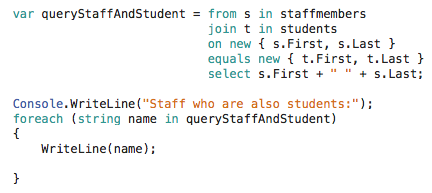 var queryStaffAndStudent = from s in staffmembers
                           join t in students
                           on new { s.First, s.Last }
                           equals new { t.First, t.Last }
                           select s.First + " " + s.Last;

Console.WriteLine("Staff who are also students:");
foreach (string name in queryStaffAndStudent)
{
    WriteLine(name);

}